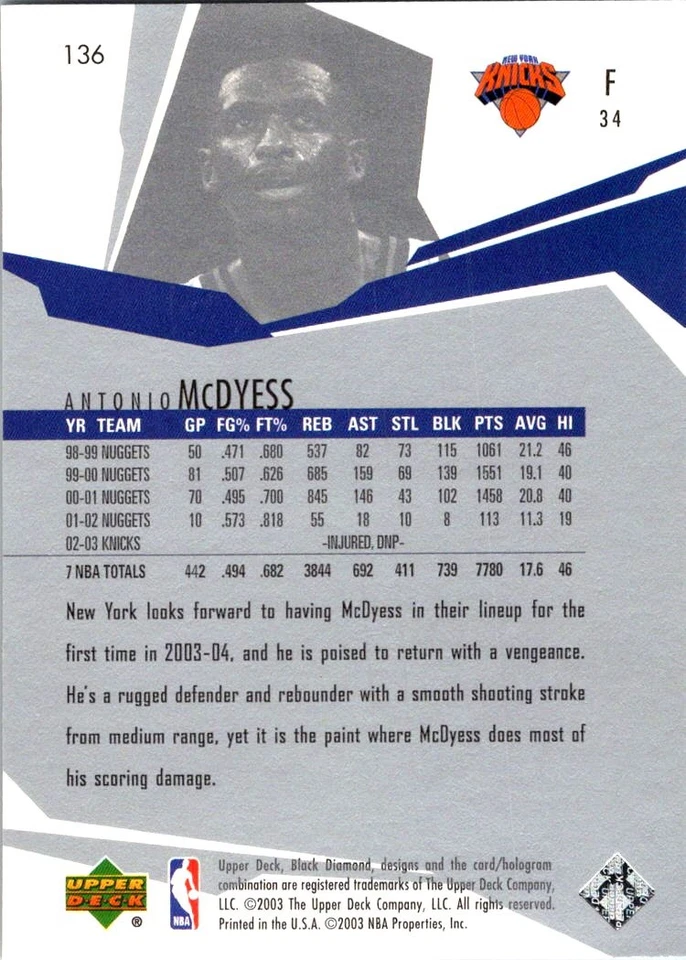 136
NEW YORK
KNICKS
F
34
ANTONIO McDYESS
YR TEAM GP FG% FT% REB AST STL BLK PTS AVG HI
98-99 NUGGETS 50 .471 .680 537 82 73 115 1061 21.2 46
99-00 NUGGETS 81 .507 .626 685 159 69 139 1551 19.1 40
00-01 NUGGETS 70 .495 .700 845 146 43 102 1458 20.8 40
01-02 NUGGETS 10 .573 .818 55 18 10 8 113 11.3 19
02-03 KNICKS -INJURED, DNP-
7 NBA TOTALS 442 .494 .682 3844 692 411 739 7780 17.6 46
New York looks forward to having McDyess in their lineup for the
first time in 2003-04, and he is poised to return with a vengeance.
He's a rugged defender and rebounder with a smooth shooting stroke
from medium range, yet it is the paint where McDyess does most of
his scoring damage.
UPPER
DECK
®
NBA
Upper Deck, Black Diamond, designs and the card/hologram
combination are registered trademarks of The Upper Deck Company,
LLC. ©2003 The Upper Deck Company, LLC. All rights reserved.
Printed in the U.S.A. ©2003 NBA Properties, Inc.